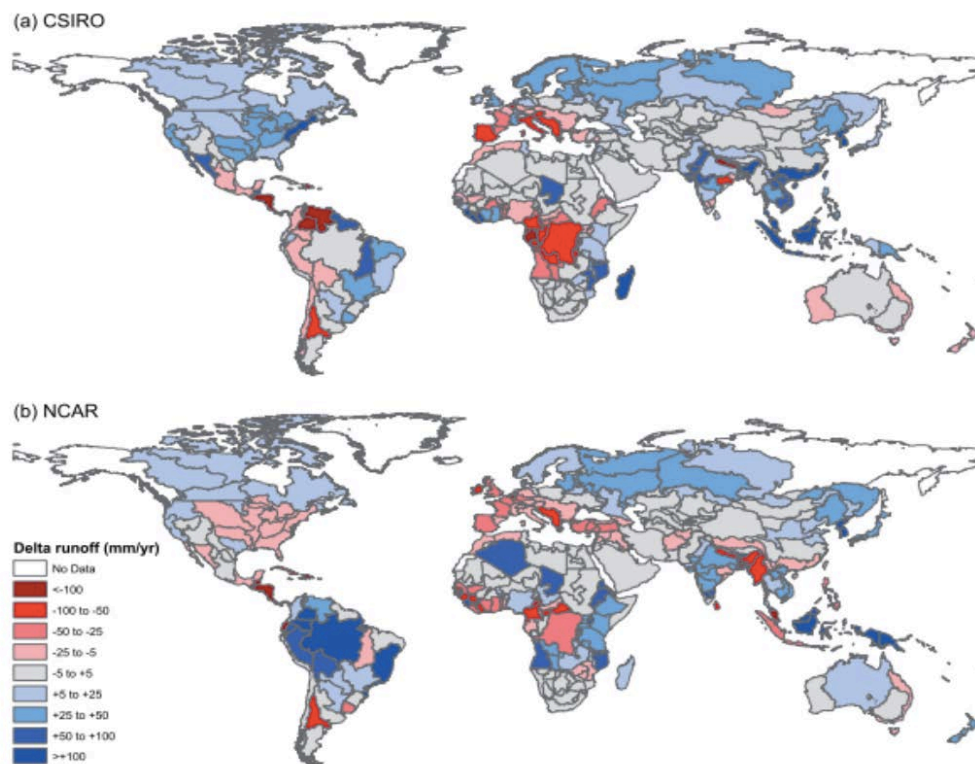 (a) CSIRO
(b) NCAR
Delta runoff (mm/yr)
No Data
<-100
-100 to -50
-50 to -25
-25 to -5
-5 to +5
+5 to +25
+25 to +50
+50 to +100
>+100